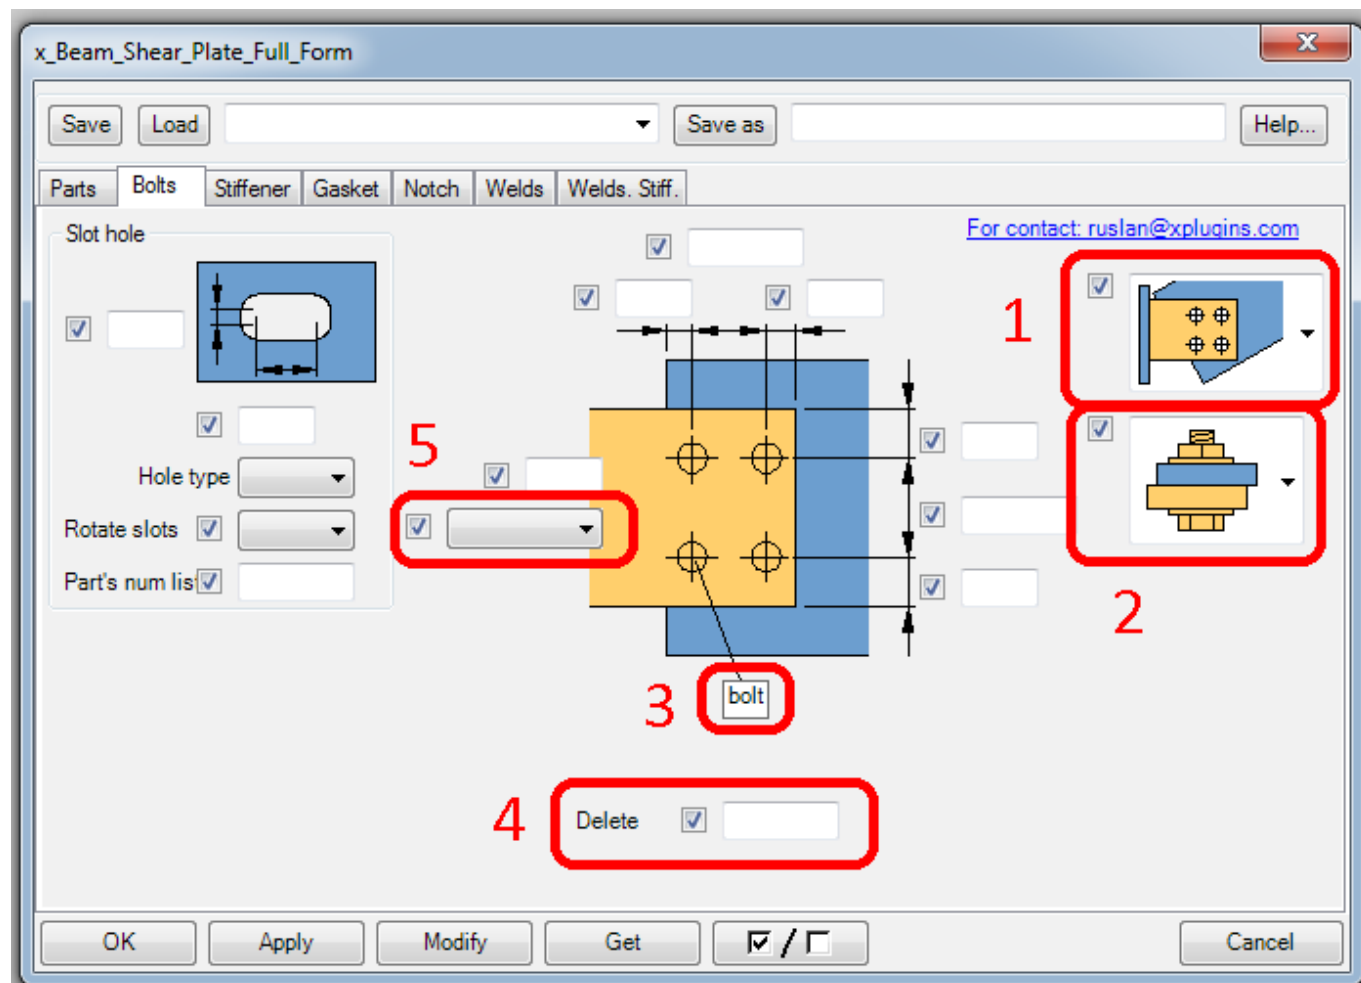 x_Beam_Shear_Plate_Full_Form
Save Load Save as Help...
Parts Bolts Stiffener Gasket Notch Welds Welds. Stiff.
Slot hole
For contact: ruslan@xplugins.com
1
5
Hole type
Rotate slots
Part's num lis
2
3
bolt
4
Delete
OK Apply Modify Get / Cancel